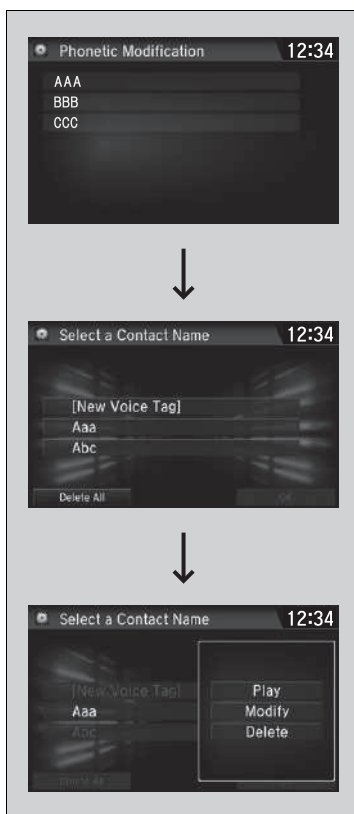 Phonetic Modification 12:34
AAA
BBB
CCC
Select a Contact Name 12:34
[New Voice Tag]
Aaa
Abc
Delete All OK
Select a Contact Name 12:34
[New Voice Tag]
Aaa
Abc
Play
Modify
Delete
Delete All